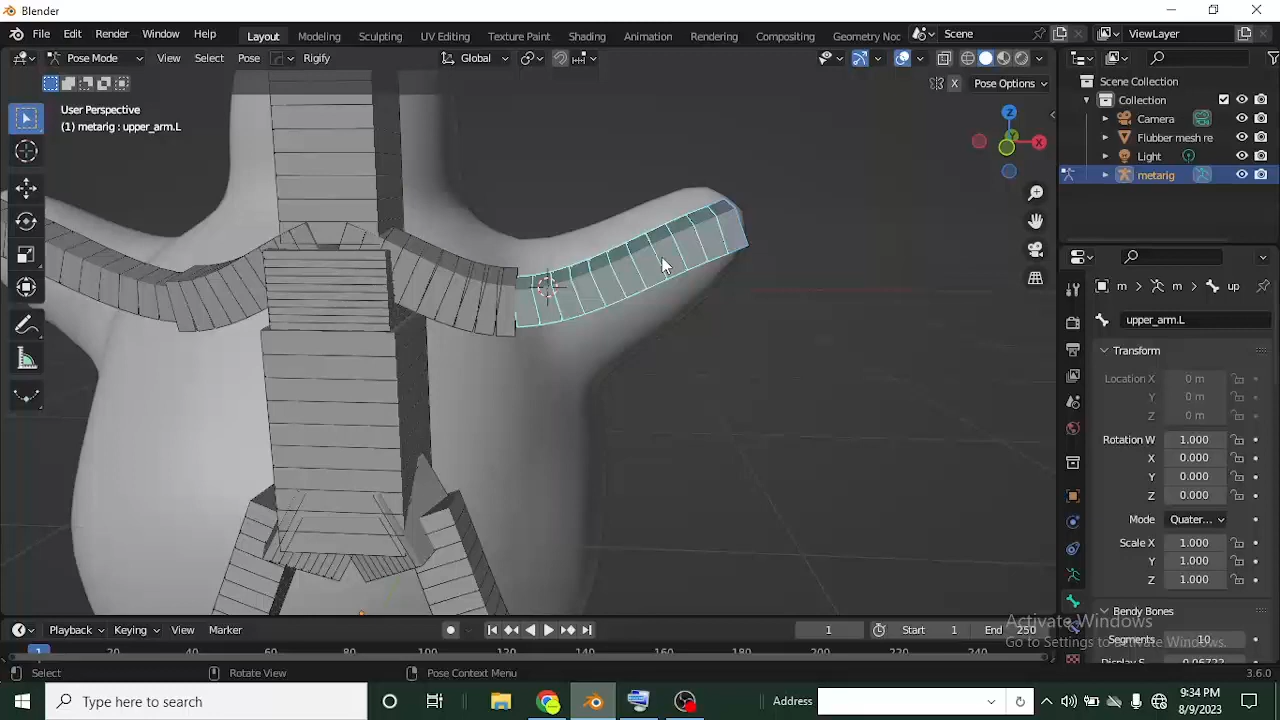 Blender
File Edit Render Window Help Layout Modeling Sculpting UV Editing Texture Paint Shading Animation Rendering Compositing Geometry Noc Scene ViewLayer
Pose Mode View Select Pose Rigify Global
X Pose Options
User Perspective
(1) metarig : upper_arm.L
Z
X
Scene Collection
Collection
Camera
Flubber mesh re
Light
metarig
m m up
upper_arm.L
Transform
Location X 0 m
Y 0 m
Z 0 m
Rotation W 1.000
X 0.000
Y 0.000
Z 0.000
Mode Quater...
Scale X 1.000
Y 1.000
Z 1.000
Bendy Bones
Segments 10
Activate Windows
Go to Settings to activate Windows.
Playback Keying View Marker 1 Start 1 End 250
1 20 40 60 80 100 120 140 160 180 200 220 240
Select Rotate View Pose Context Menu 3.6.0
Type here to search Address 9:34 PM
8/9/2023